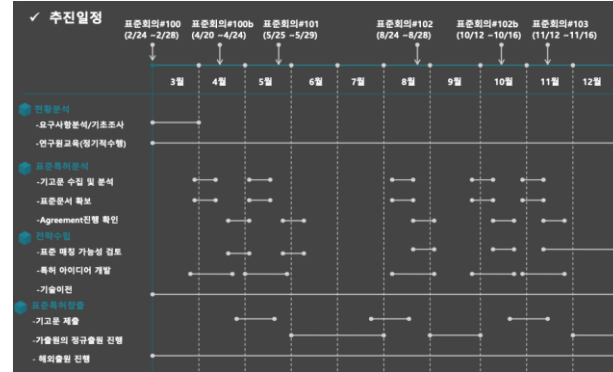 ✓ 추진일정
표준회의#100 표준회의#100b 표준회의#101 표준회의#102 표준회의#102b 표준회의#103
(2/24 ~2/28) (4/20 ~4/24) (5/25 ~5/29) (8/24 ~8/28) (10/12 ~10/16) (11/12 ~11/16)
3월 4월 5월 6월 7월 8월 9월 10월 11월 12월
현황분석
-요구사항분석/기초조사
-연구원교육(정기적수행)
표준특허분석
-기고문 수집 및 분석
-표준문서 확보
-Agreement진행 확인
전략수립
-표준 매칭 가능성 검토
-특허 아이디어 개발
-기술이전
표준특허창출
-기고문 제출
-가출원의 정규출원 진행
- 해외출원 진행